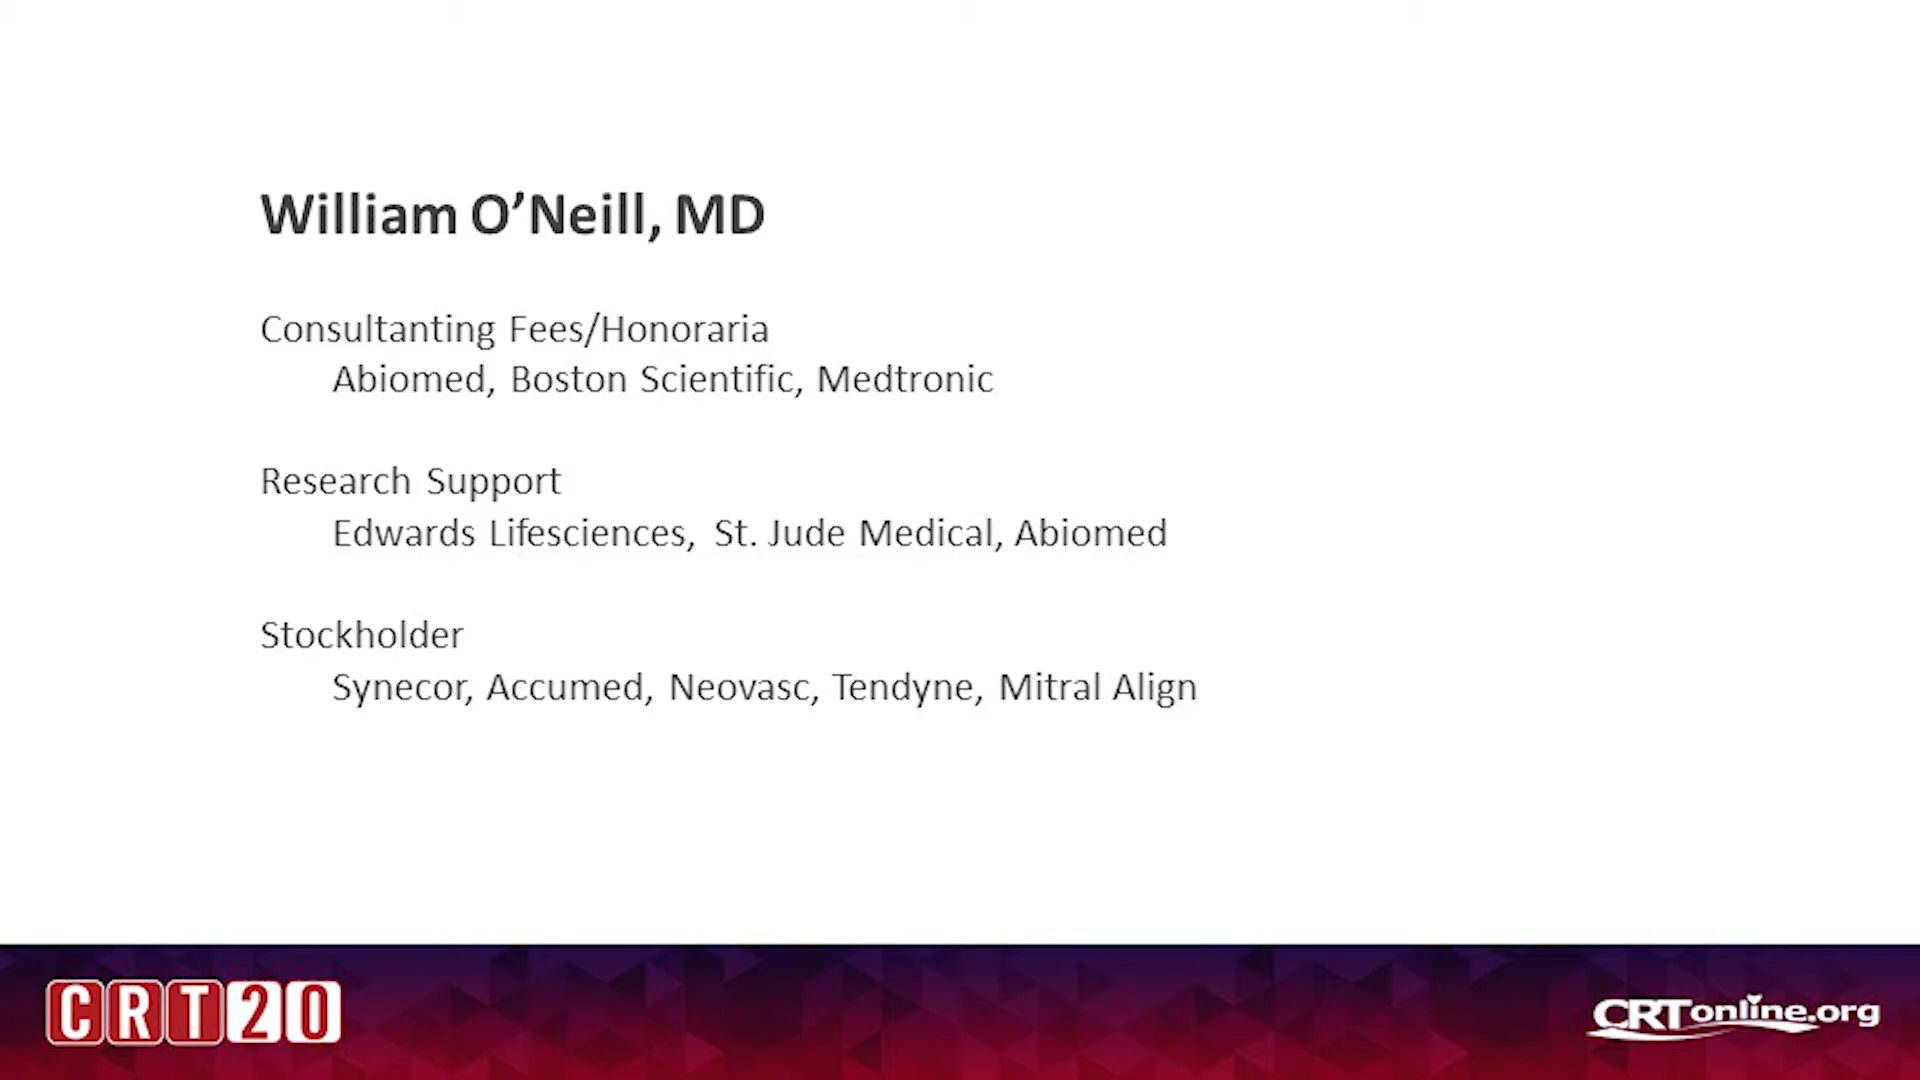 William O’Neill, MD
Consultanting Fees/Honoraria
Abiomed, Boston Scientific, Medtronic
Research Support
Edwards Lifesciences, St. Jude Medical, Abiomed
Stockholder
Synecor, Accumed, Neovasc, Tendyne, Mitral Align
CRT20
CRTonline.org